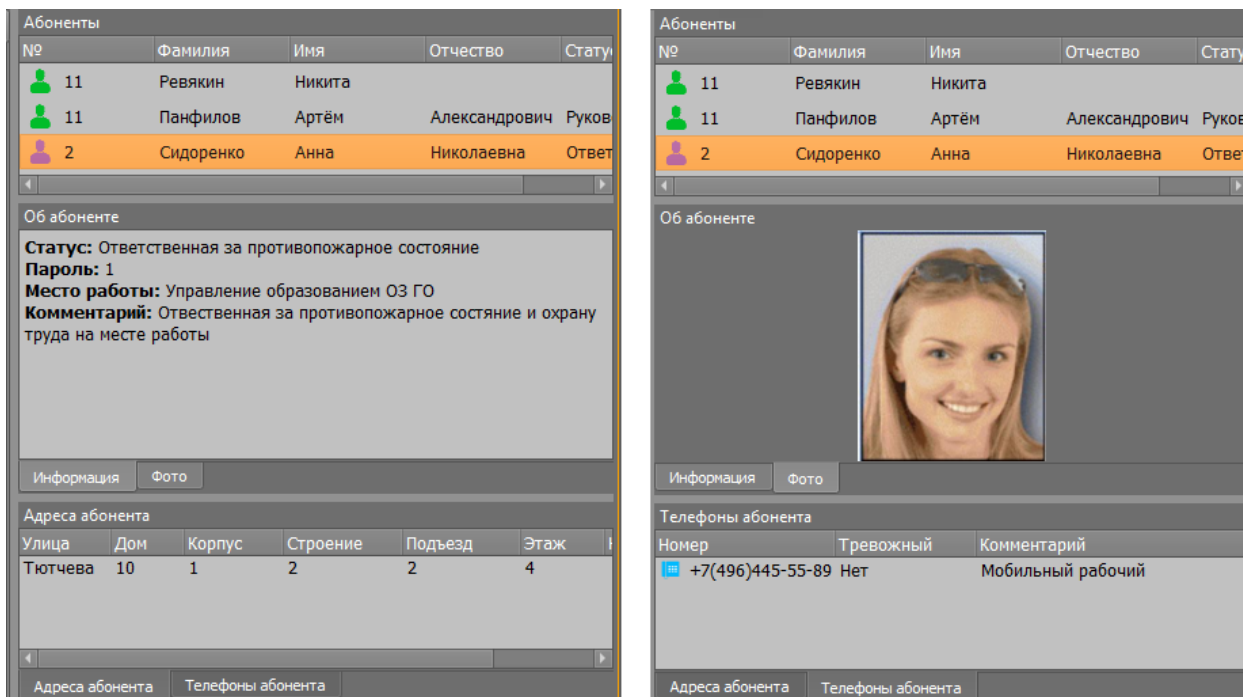 Абоненты
№ Фамилия Имя Отчество Стату
11 Ревякин Никита
11 Панфилов Артём Александрович Руков
2 Сидоренко Анна Николаевна Ответ
Об абоненте
Статус: Ответственная за противопожарное состояние
Пароль: 1
Место работы: Управление образованием ОЗ ГО
Комментарий: Отвественная за противопожарное состяние и охрану
труда на месте работы
Информация Фото
Адреса абонента
Улица Дом Корпус Строение Подъезд Этаж
Тютчева 10 1 2 2 4
Адреса абонента Телефоны абонента
Абоненты
№ Фамилия Имя Отчество Стату
11 Ревякин Никита
11 Панфилов Артём Александрович Руков
2 Сидоренко Анна Николаевна Ответ
Об абоненте
Информация Фото
Телефоны абонента
Номер Тревожный Комментарий
+7(496)445-55-89 Нет Мобильный рабочий
Адреса абонента Телефоны абонента